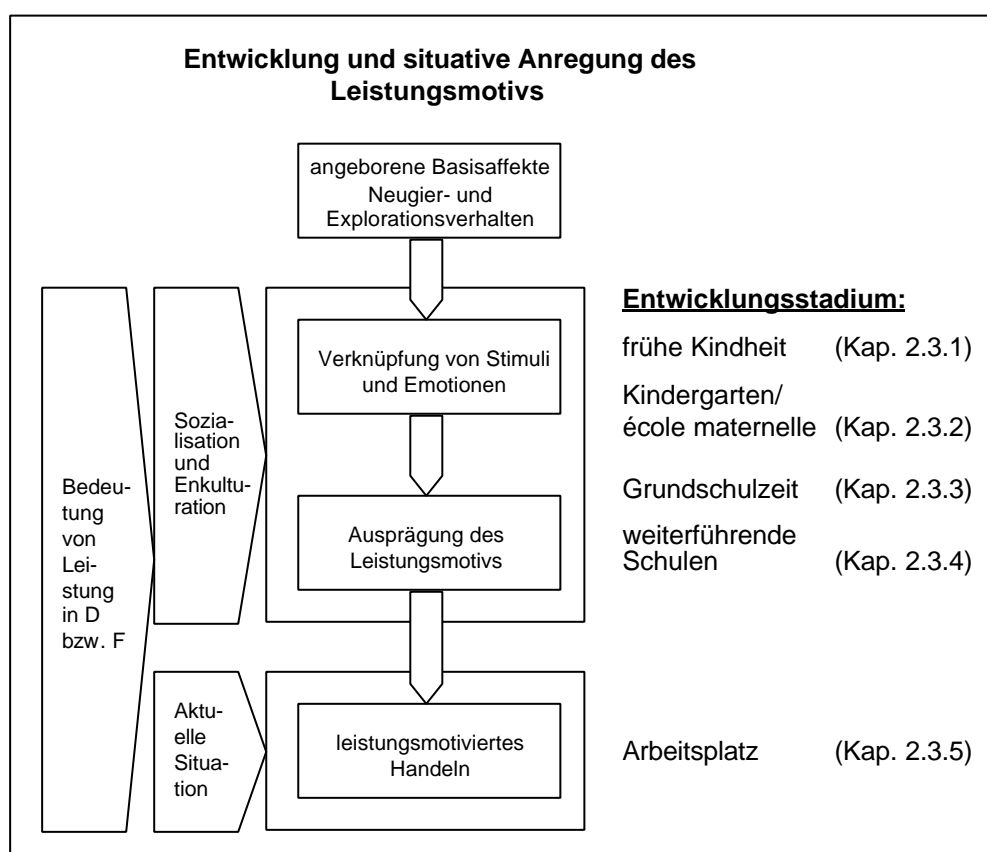 Entwicklung und situative Anregung des
Leistungsmotivs
angeborene Basisaffekte
Neugier- und
Explorationsverhalten
Bedeu-
tung
von
Lei-
stung
in D
bzw. F
Sozia-
lisation
und
Enkultu-
ration
Verknüpfung von Stimuli
und Emotionen
Ausprägung des
Leistungsmotivs
Aktu-
elle
Situa-
tion
leistungsmotiviertes
Handeln
Entwicklungsstadium:
frühe Kindheit (Kap. 2.3.1)
Kindergarten/
école maternelle (Kap. 2.3.2)
Grundschulzeit (Kap. 2.3.3)
weiterführende
Schulen (Kap. 2.3.4)
Arbeitsplatz (Kap. 2.3.5)